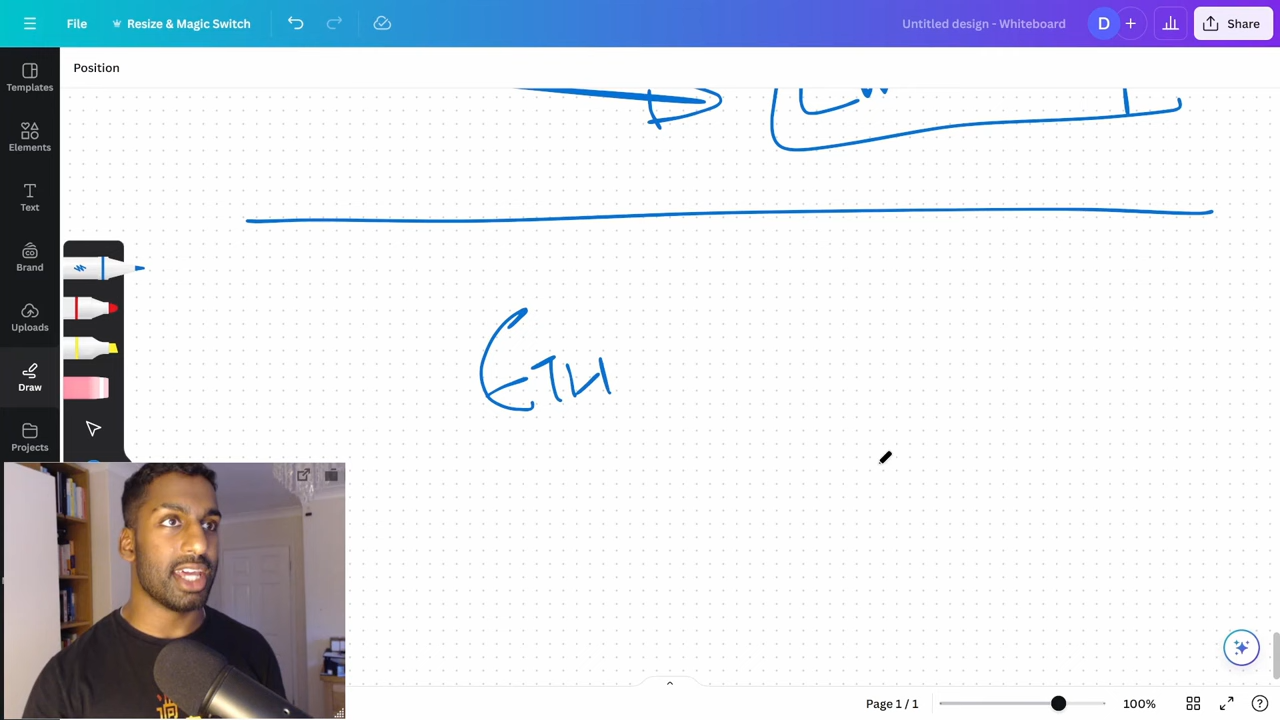 File
Resize & Magic Switch
Untitled design - Whiteboard
D
+
Share
Position
Templates
Elements
Text
Brand
Uploads
Draw
Projects
ETH
Page 1 / 1
100%